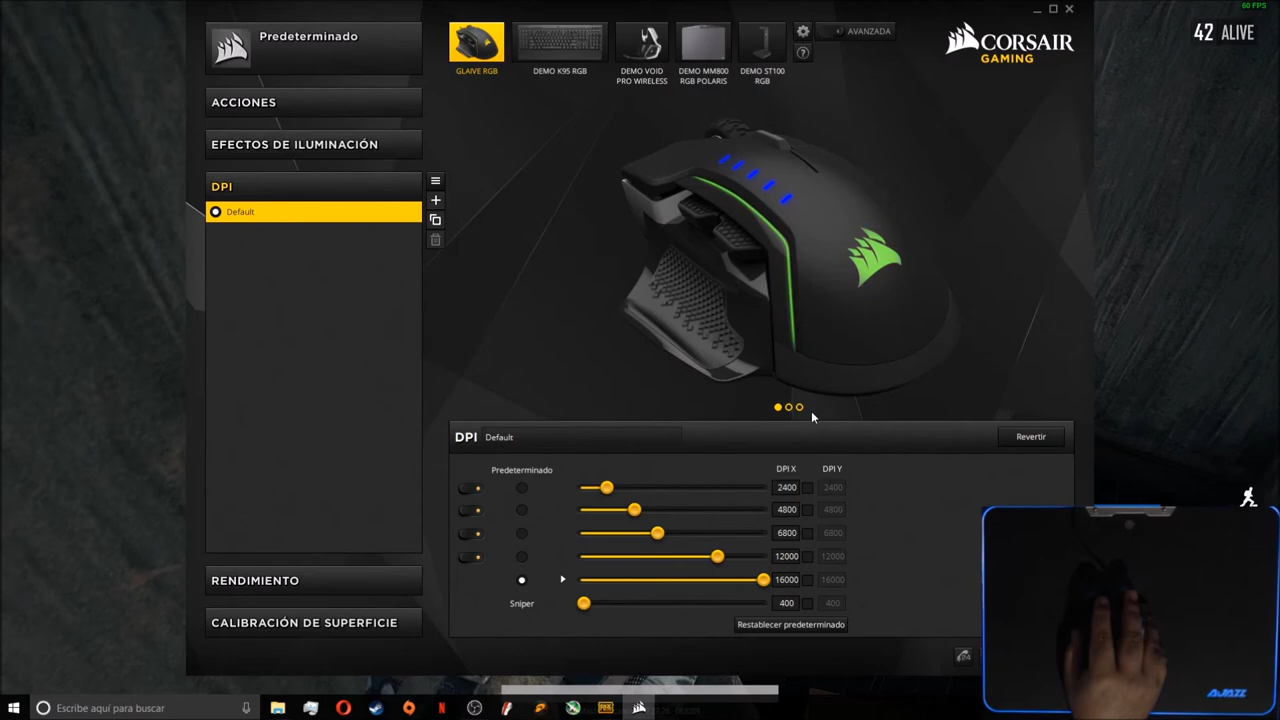 60 FPS
42 ALIVE
Predeterminado
AVANZADA
CORSAIR
GAMING
GLAIVE RGB
DEMO K95 RGB
DEMO VOID
PRO WIRELESS
DEMO MM800
RGB POLARIS
DEMO ST100
RGB
?
ACCIONES
EFECTOS DE ILUMINACIÓN
DPI
Default
DPI Default Revertir
Predeterminado DPI X DPI Y
2400 2400
4800 4800
6800 6800
12000 12000
16000 16000
Sniper 400 400
Restablecer predeterminado
RENDIMIENTO
CALIBRACIÓN DE SUPERFICIE
24
AJAZZ
Escribe aquí para buscar